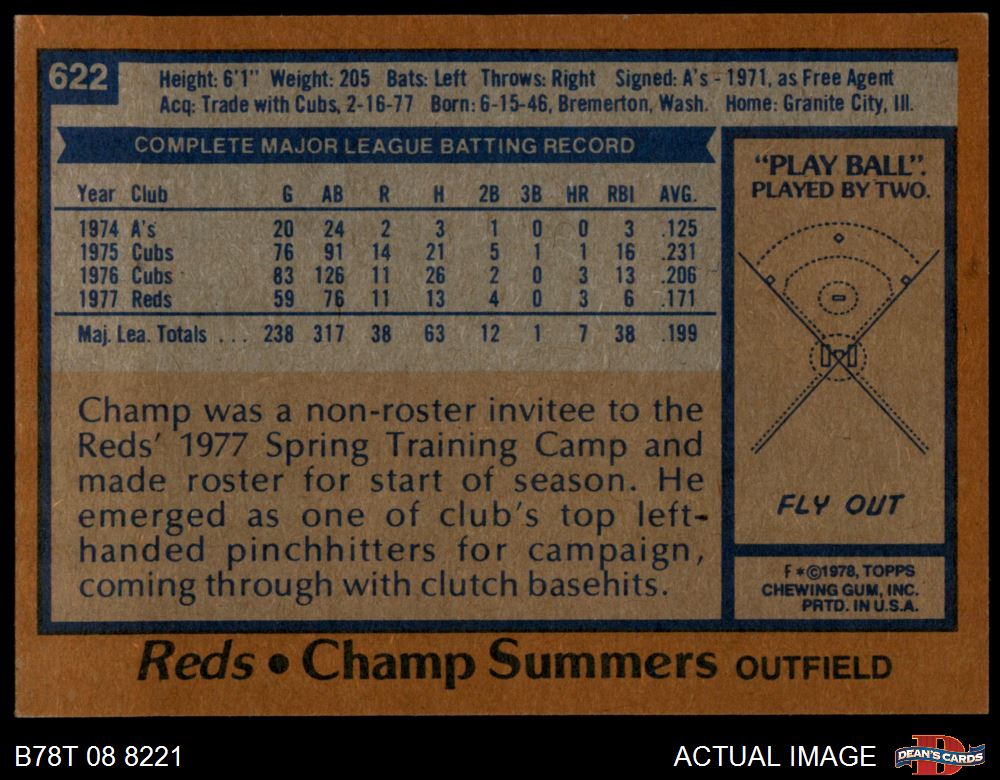 622
Height: 6'1" Weight: 205 Bats: Left Throws: Right Signed: A's - 1971, as Free Agent
Acq: Trade with Cubs, 2-16-77 Born: 6-15-46, Bremerton, Wash. Home: Granite City, Ill.
COMPLETE MAJOR LEAGUE BATTING RECORD
Year Club G AB R H 2B 3B HR RBI AVG.
1974 A's 20 24 2 3 1 0 0 3 .125
1975 Cubs 76 91 14 21 5 1 1 16 .231
1976 Cubs 83 126 11 26 2 0 3 13 .206
1977 Reds 59 76 11 13 4 0 3 6 .171
Maj. Lea. Totals . . . 238 317 38 63 12 1 7 38 .199
Champ was a non-roster invitee to the
Reds' 1977 Spring Training Camp and
made roster for start of season. He
emerged as one of club's top left-
handed pinchhitters for campaign,
coming through with clutch basehits.
"PLAY BALL".
PLAYED BY TWO.
FLY OUT
F *©1978, TOPPS
CHEWING GUM, INC.
PRTD. IN U.S.A.
Reds • Champ Summers OUTFIELD
B78T 08 8221
ACTUAL IMAGE
D
DEAN'S CARDS